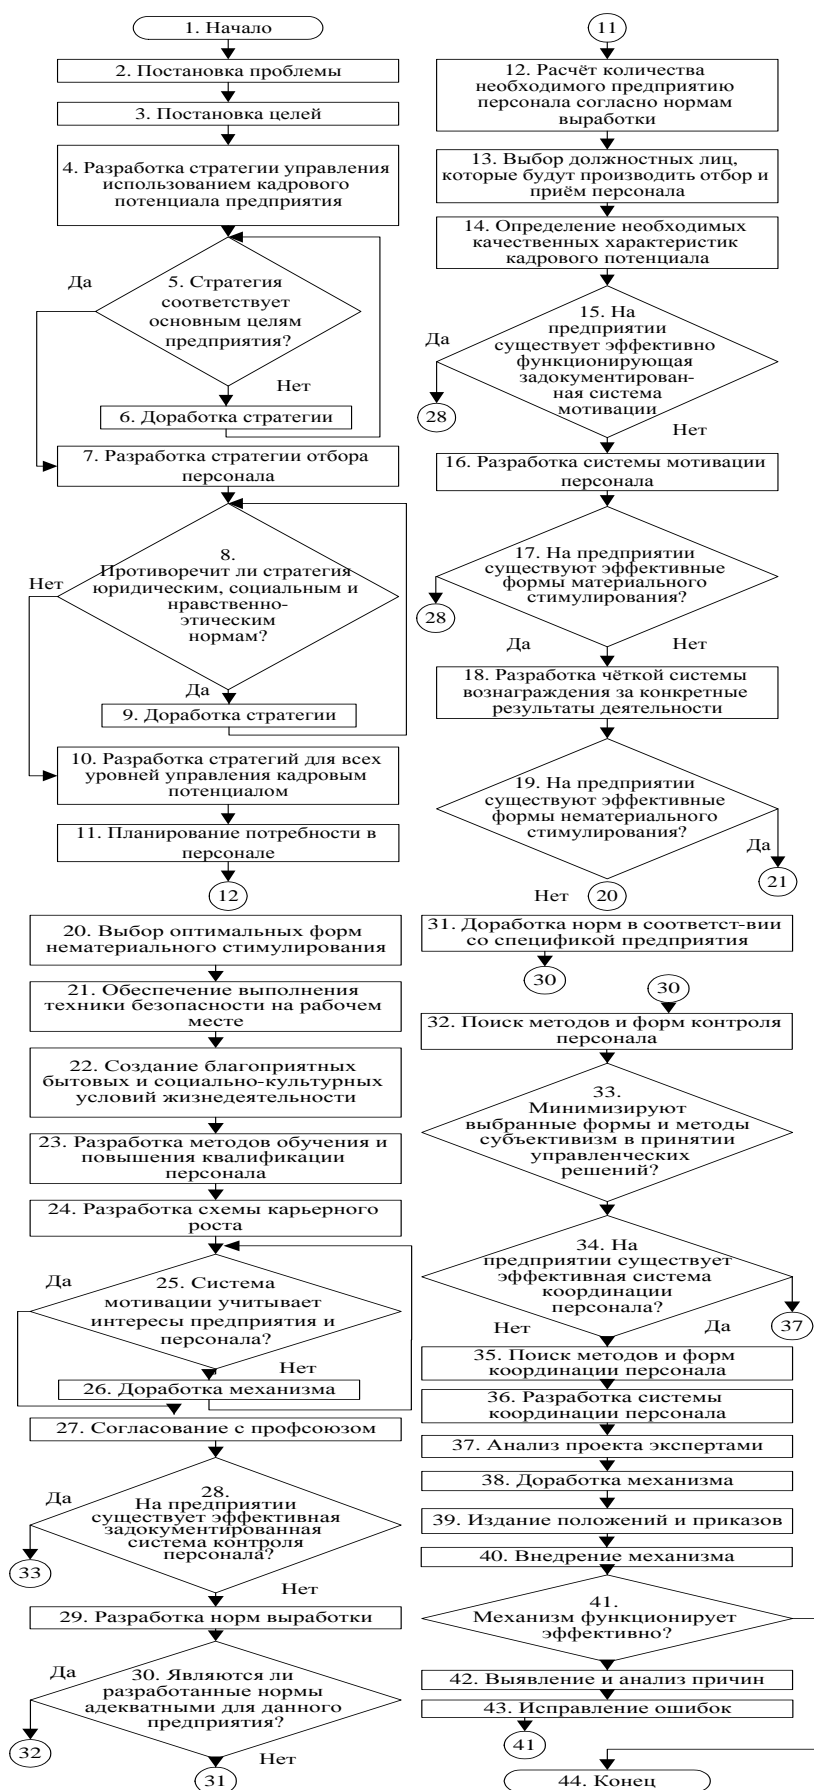 1. Начало
2. Постановка проблемы
3. Постановка целей
4. Разработка стратегии управления
использованием кадрового
потенциала предприятия
Да
5. Стратегия
соответствует
основным целям
предприятия?
Нет
6. Доработка стратегии
7. Разработка стратегии отбора
персонала
8.
Противоречит ли стратегия
юридическим, социальным и
нравственно-
этическим
нормам?
Нет
Да
9. Доработка стратегии
10. Разработка стратегий для всех
уровней управления кадровым
потенциалом
11. Планирование потребности в
персонале
12
11
12. Расчёт количества
необходимого предприятию
персонала согласно нормам
выработки
13. Выбор должностных лиц,
которые будут производить отбор и
приём персонала
14. Определение необходимых
качественных характеристик
кадрового потенциала
15. На
предприятии
существует эффективно
функционирующая
задокументирован-
ная система
мотивации
Да
28
Нет
16. Разработка системы мотивации
персонала
17. На предприятии
существуют эффективные
формы материального
стимулирования?
28
Да
Нет
18. Разработка чёткой системы
вознаграждения за конкретные
результаты деятельности
19. На предприятии
существуют эффективные
формы нематериального
стимулирования?
Да
21
Нет
20
20. Выбор оптимальных форм
нематериального стимулирования
21. Обеспечение выполнения
техники безопасности на рабочем
месте
22. Создание благоприятных
бытовых и социально-культурных
условий жизнедеятельности
23. Разработка методов обучения и
повышения квалификации
персонала
24. Разработка схемы карьерного
роста
Да
25. Система
мотивации учитывает
интересы предприятия и
персонала?
Нет
26. Доработка механизма
27. Согласование с профсоюзом
Да
28.
На предприятии
существует эффективная
задокументированная
система контроля
персонала?
33
Нет
29. Разработка норм выработки
Да
30. Являются ли
разработанные нормы
адекватными для данного
предприятия?
32
Нет
31
31. Доработка норм в соответст-вии
со спецификой предприятия
30
30
32. Поиск методов и форм контроля
персонала
33.
Минимизируют
выбранные формы и методы
субъективизм в принятии
управленческих
решений?
34. На
предприятии существует
эффективная система
координации
персонала?
Нет
Да
37
35. Поиск методов и форм
координации персонала
36. Разработка системы
координации персонала
37. Анализ проекта экспертами
38. Доработка механизма
39. Издание положений и приказов
40. Внедрение механизма
41.
Механизм функционирует
эффективно?
42. Выявление и анализ причин
43. Исправление ошибок
41
44. Конец